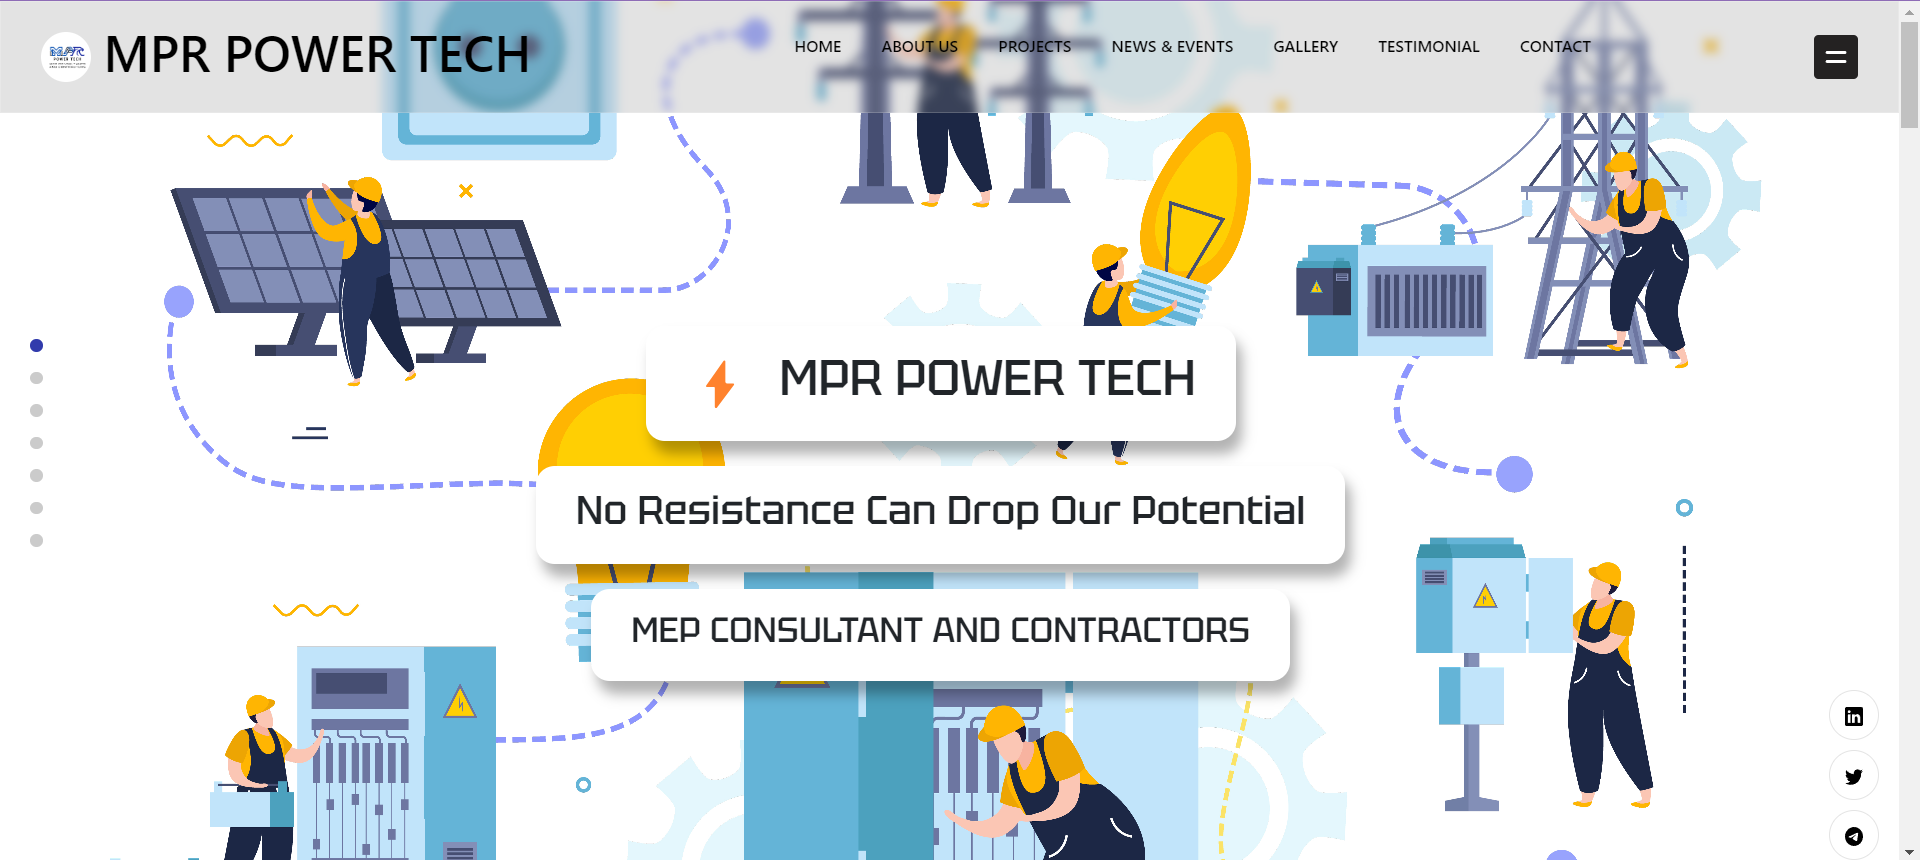 MPR POWER TECH
HOME ABOUT US PROJECTS NEWS & EVENTS GALLERY TESTIMONIAL CONTACT
MPR POWER TECH
No Resistance Can Drop Our Potential
MEP CONSULTANT AND CONTRACTORS